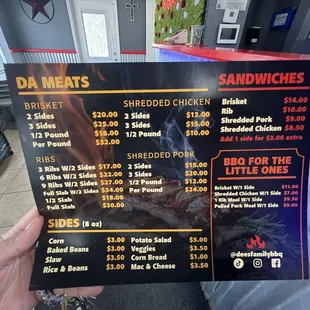 DA MEATS
BRISKET
2 Sides $20.00
3 Sides $25.00
1/2 Pound $18.00
Pound $32.00
RIBS
3 Ribs W/2 Sides $17.00
6 Ribs W/2 Sides $22.00
9 Ribs W/2 Sides $27.00
Full Slab W/2 Sides $34.00
1/2 Slab $18.00
Full Slab $30.00
SHREDDED CHICKEN
2 Sides $13.00
3 Sides $15.00
1/2 Pound $10.00
SHREDDED PORK
2 Sides $15.00
3 Sides $20.00
1/2 Pound $12.00
Pound $24.00
SIDES (8 oz)
Corn $3.00
Baked Beans $3.00
Slaw $3.50
Rice & Beans $3.50
Potato Salad $5.00
Veggies $3.50
Corn Bread $1.00
Mac & Cheese $3.50
SANDWICHES
Brisket $14.00
Rib $10.00
Shredded Pork $9.00
Shredded Chicken $8.50
Add 1 side for $3.00 extra
BBQ FOR THE
LITTLE ONES
Brisket W/1 Side $11.00
Shredded Chicken W/1 Side $7.00
1 Rib Meal W/1 Side $9.00
Pulled Pork Meal W/1 Side $9.00
@deesfamilybbq